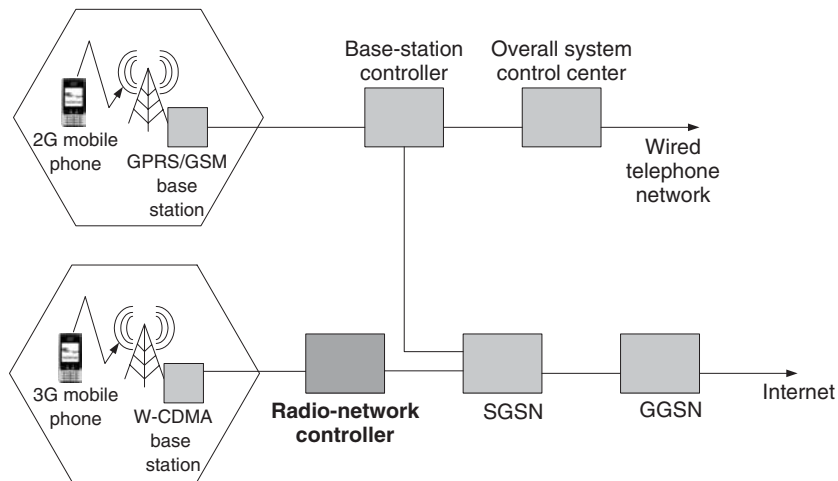 Base-station
controller
Overall system
control center
2G mobile
phone
GPRS/GSM
base
station
Wired
telephone
network
3G mobile
phone
W-CDMA
base
station
Radio-network
controller
SGSN
GGSN
Internet